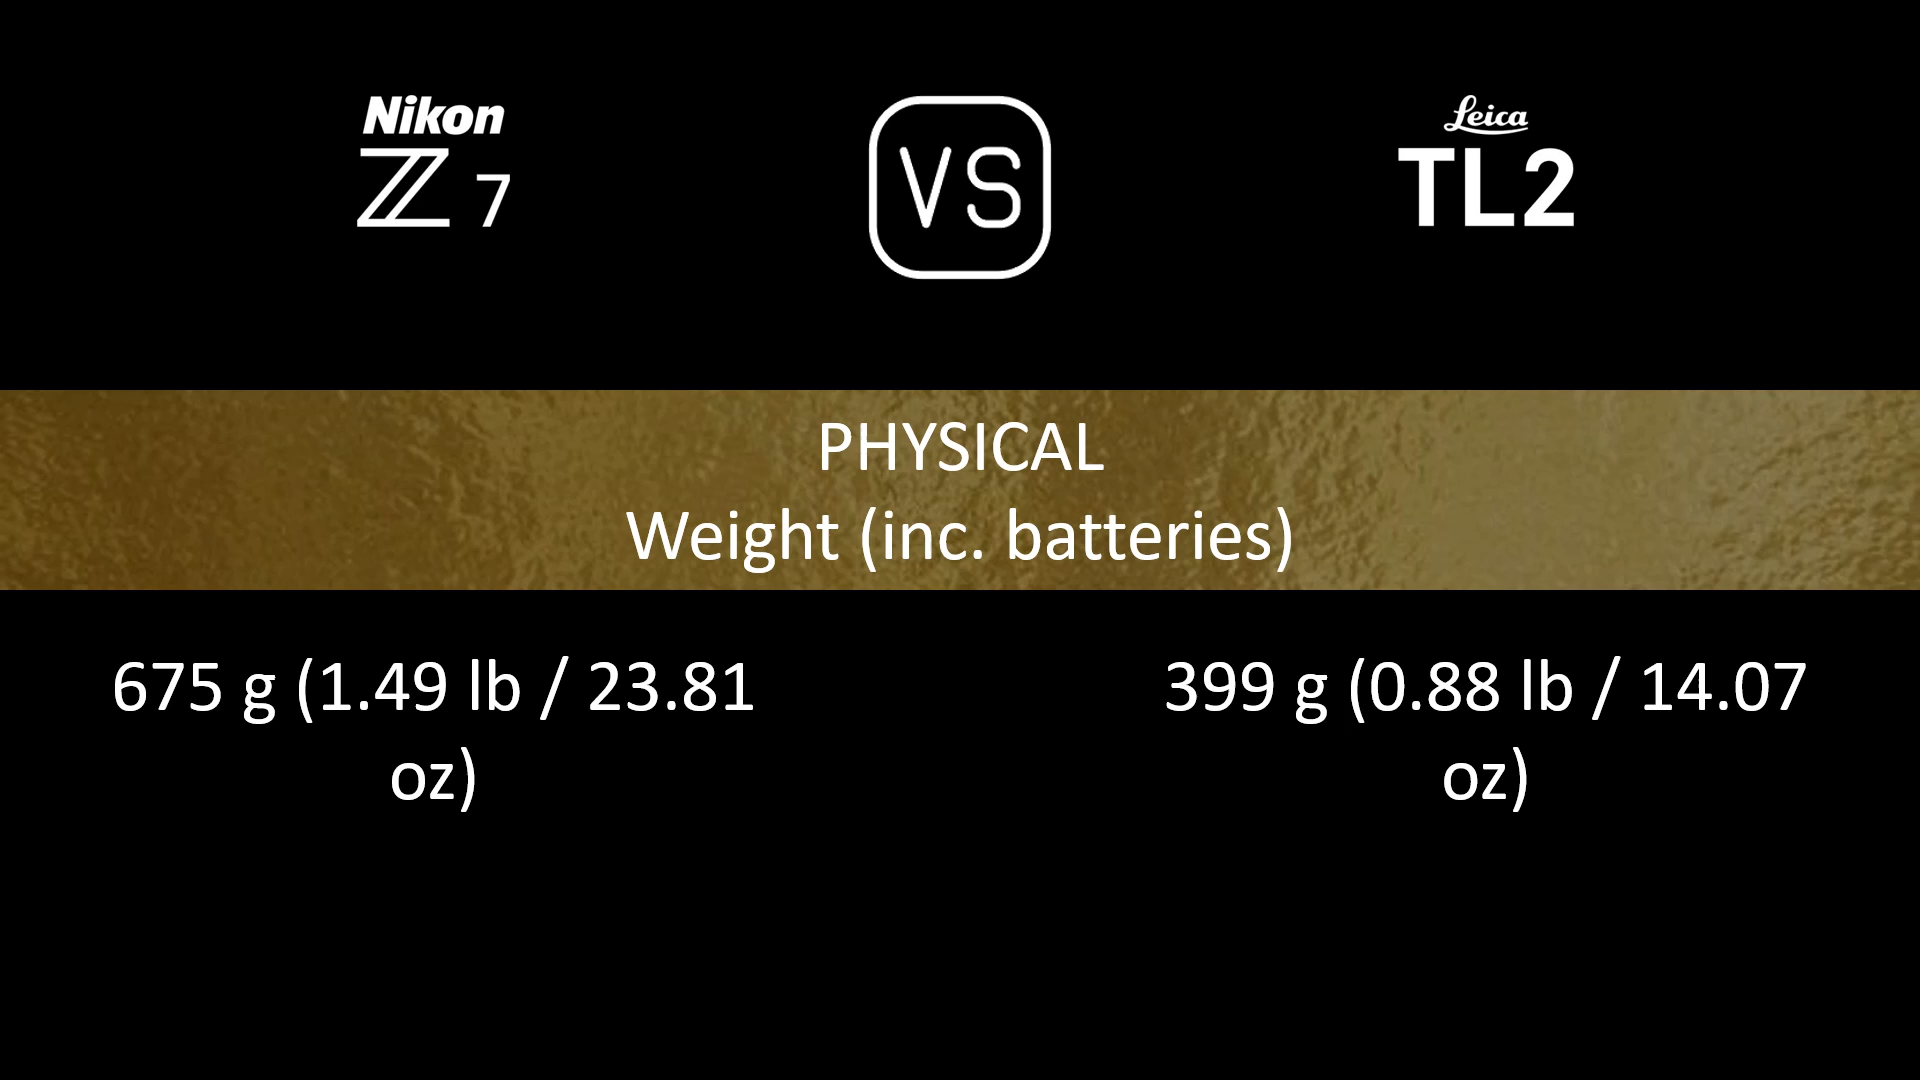 Nikon
Z 7
VS
Leica
TL2
PHYSICAL
Weight (inc. batteries)
675 g (1.49 lb / 23.81
oz)
399 g (0.88 lb / 14.07
oz)